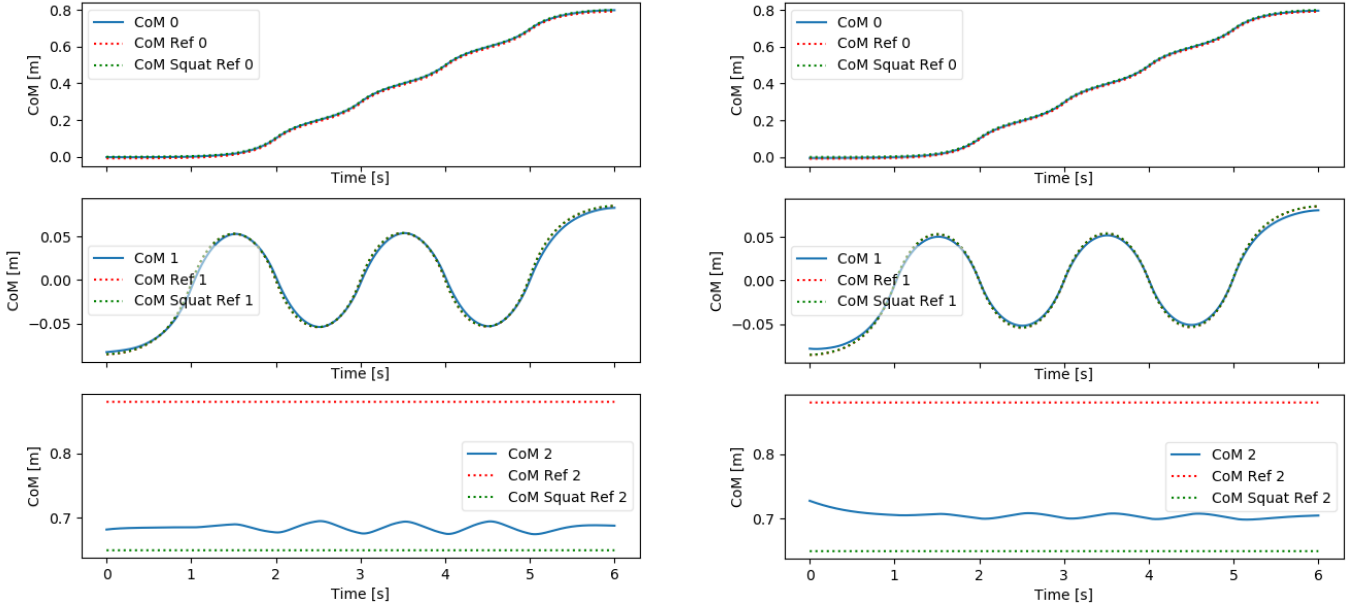 0.8
0.6
0.4
0.2
0.0
CoM [m]
CoM 0
CoM Ref 0
CoM Squat Ref 0
Time [s]
0.8
0.6
0.4
0.2
0.0
CoM [m]
CoM 0
CoM Ref 0
CoM Squat Ref 0
Time [s]
0.05
0.00
−0.05
CoM [m]
CoM 1
CoM Ref 1
CoM Squat Ref 1
Time [s]
0.05
0.00
−0.05
CoM [m]
CoM 1
CoM Ref 1
CoM Squat Ref 1
Time [s]
0.8
0.7
CoM [m]
CoM 2
CoM Ref 2
CoM Squat Ref 2
0 1 2 3 4 5 6
Time [s]
0.8
0.7
CoM [m]
CoM 2
CoM Ref 2
CoM Squat Ref 2
0 1 2 3 4 5 6
Time [s]